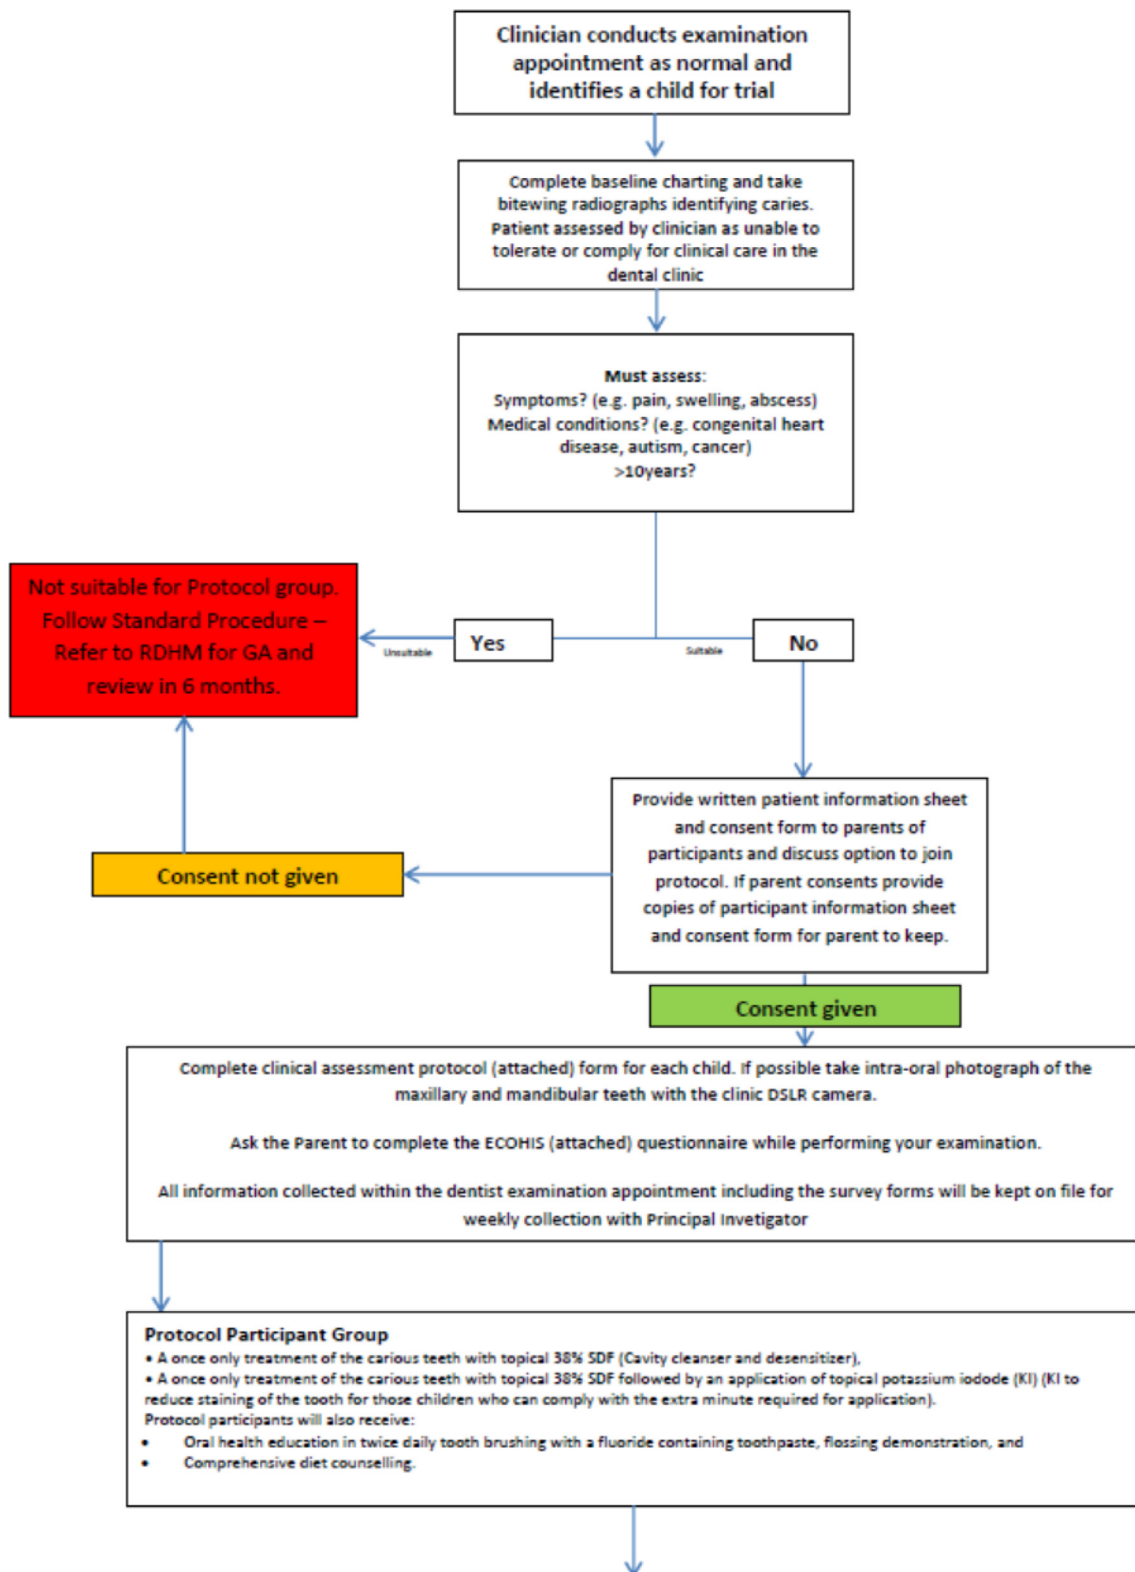 Clinician conducts examination
appointment as normal and
identifies a child for trial
Complete baseline charting and take
bitewing radiographs identifying caries.
Patient assessed by clinician as unable to
tolerate or comply for clinical care in the
dental clinic
Must assess:
Symptoms? (e.g. pain, swelling, abscess)
Medical conditions? (e.g. congenital heart
disease, autism, cancer)
>10years?
Not suitable for Protocol group.
Follow Standard Procedure –
Refer to RDHM for GA and
review in 6 months.
Unsuitable
Yes
Suitable
No
Provide written patient information sheet
and consent form to parents of
participants and discuss option to join
protocol. If parent consents provide
copies of participant information sheet
and consent form for parent to keep.
Consent not given
Consent given
Complete clinical assessment protocol (attached) form for each child. If possible take intra-oral photograph of the
maxillary and mandibular teeth with the clinic DSLR camera.
Ask the Parent to complete the ECOHIS (attached) questionnaire while performing your examination.
All information collected within the dentist examination appointment including the survey forms will be kept on file for
weekly collection with Principal Invetigator
Protocol Participant Group
• A once only treatment of the carious teeth with topical 38% SDF (Cavity cleanser and desensitizer),
• A once only treatment of the carious teeth with topical 38% SDF followed by an application of topical potassium iodode (KI) (KI to
reduce staining of the tooth for those children who can comply with the extra minute required for application).
Protocol participants will also receive:
• Oral health education in twice daily tooth brushing with a fluoride containing toothpaste, flossing demonstration, and
• Comprehensive diet counselling.